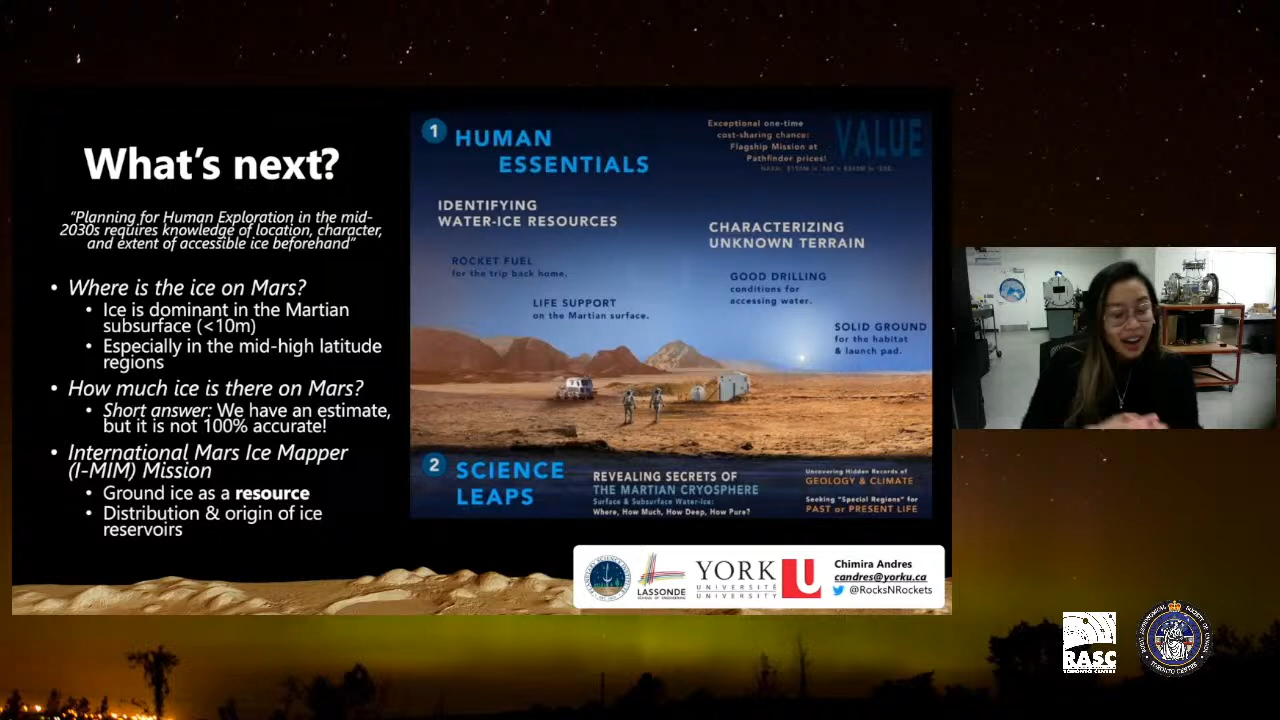 What's next?
"Planning for Human Exploration in the mid-
2030s requires knowledge of location, character,
and extent of accessible ice beforehand"
• Where is the ice on Mars?
• Ice is dominant in the Martian
subsurface (<10m)
• Especially in the mid-high latitude
regions
• How much ice is there on Mars?
• Short answer: We have an estimate,
but it is not 100% accurate!
• International Mars Ice Mapper
(I-MIM) Mission
• Ground ice as a resource
• Distribution & origin of ice
reservoirs
1 HUMAN
ESSENTIALS
Exceptional one-time
cost-sharing chance:
Flagship Mission at
Pathfinder prices!
VALUE
IDENTIFYING
WATER-ICE RESOURCES
CHARACTERIZING
UNKNOWN TERRAIN
ROCKET FUEL
for the trip back home.
GOOD DRILLING
conditions for
accessing water.
LIFE SUPPORT
on the Martian surface.
SOLID GROUND
for the habitat
& launch pad.
2 SCIENCE
LEAPS
REVEALING SECRETS OF
THE MARTIAN CRYOSPHERE
Surface & Subsurface Water-Ice:
Where, How Much, How Deep, How Pure?
Uncovering Hidden Records of
GEOLOGY & CLIMATE
Seeking "Special Regions" for
PAST or PRESENT LIFE
LASSONDE
SCHOOL OF ENGINEERING
YORK
UNIVERSITÉ
UNIVERSITY
U
Chimira Andres
candres@yorku.ca
@RocksNRockets
RASC
TORONTO CENTRE
TORONTO CENTRE